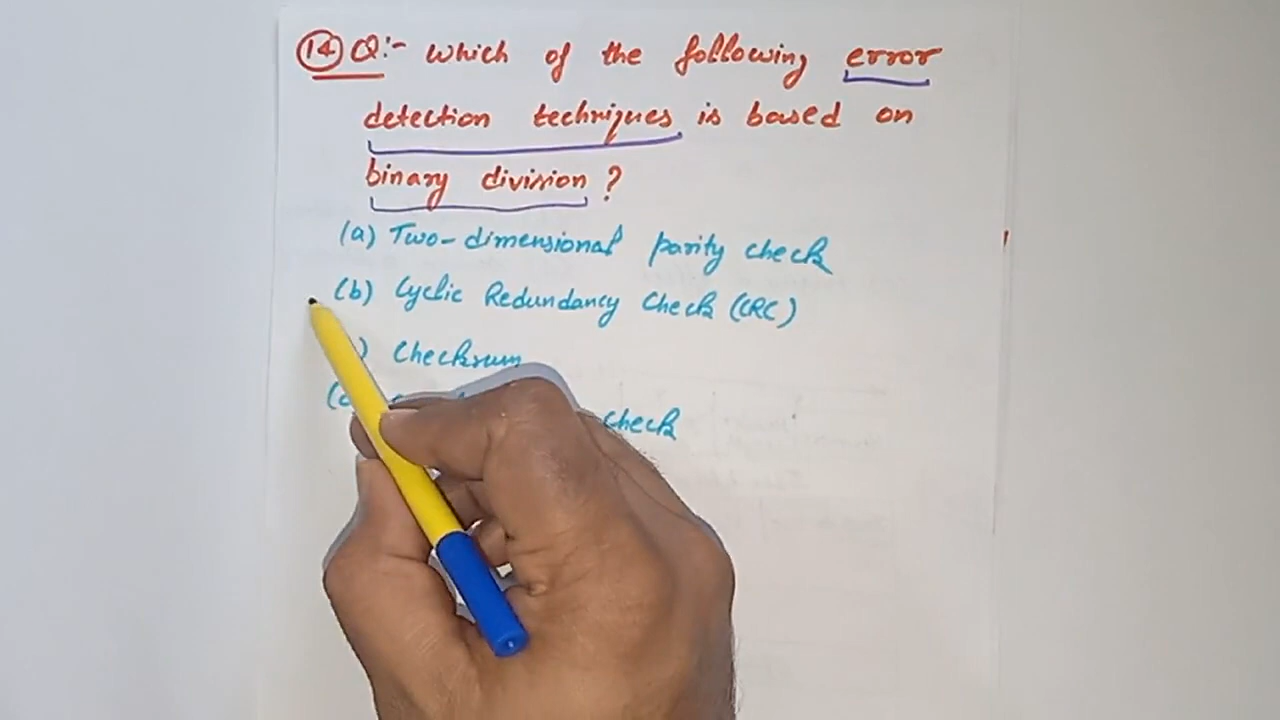 14 Q:- Which of the following error
detection techniques is based on
binary division ?
(a) Two-dimensional parity check
(b) Cyclic Redundancy Check (CRC)
) Checksum
check